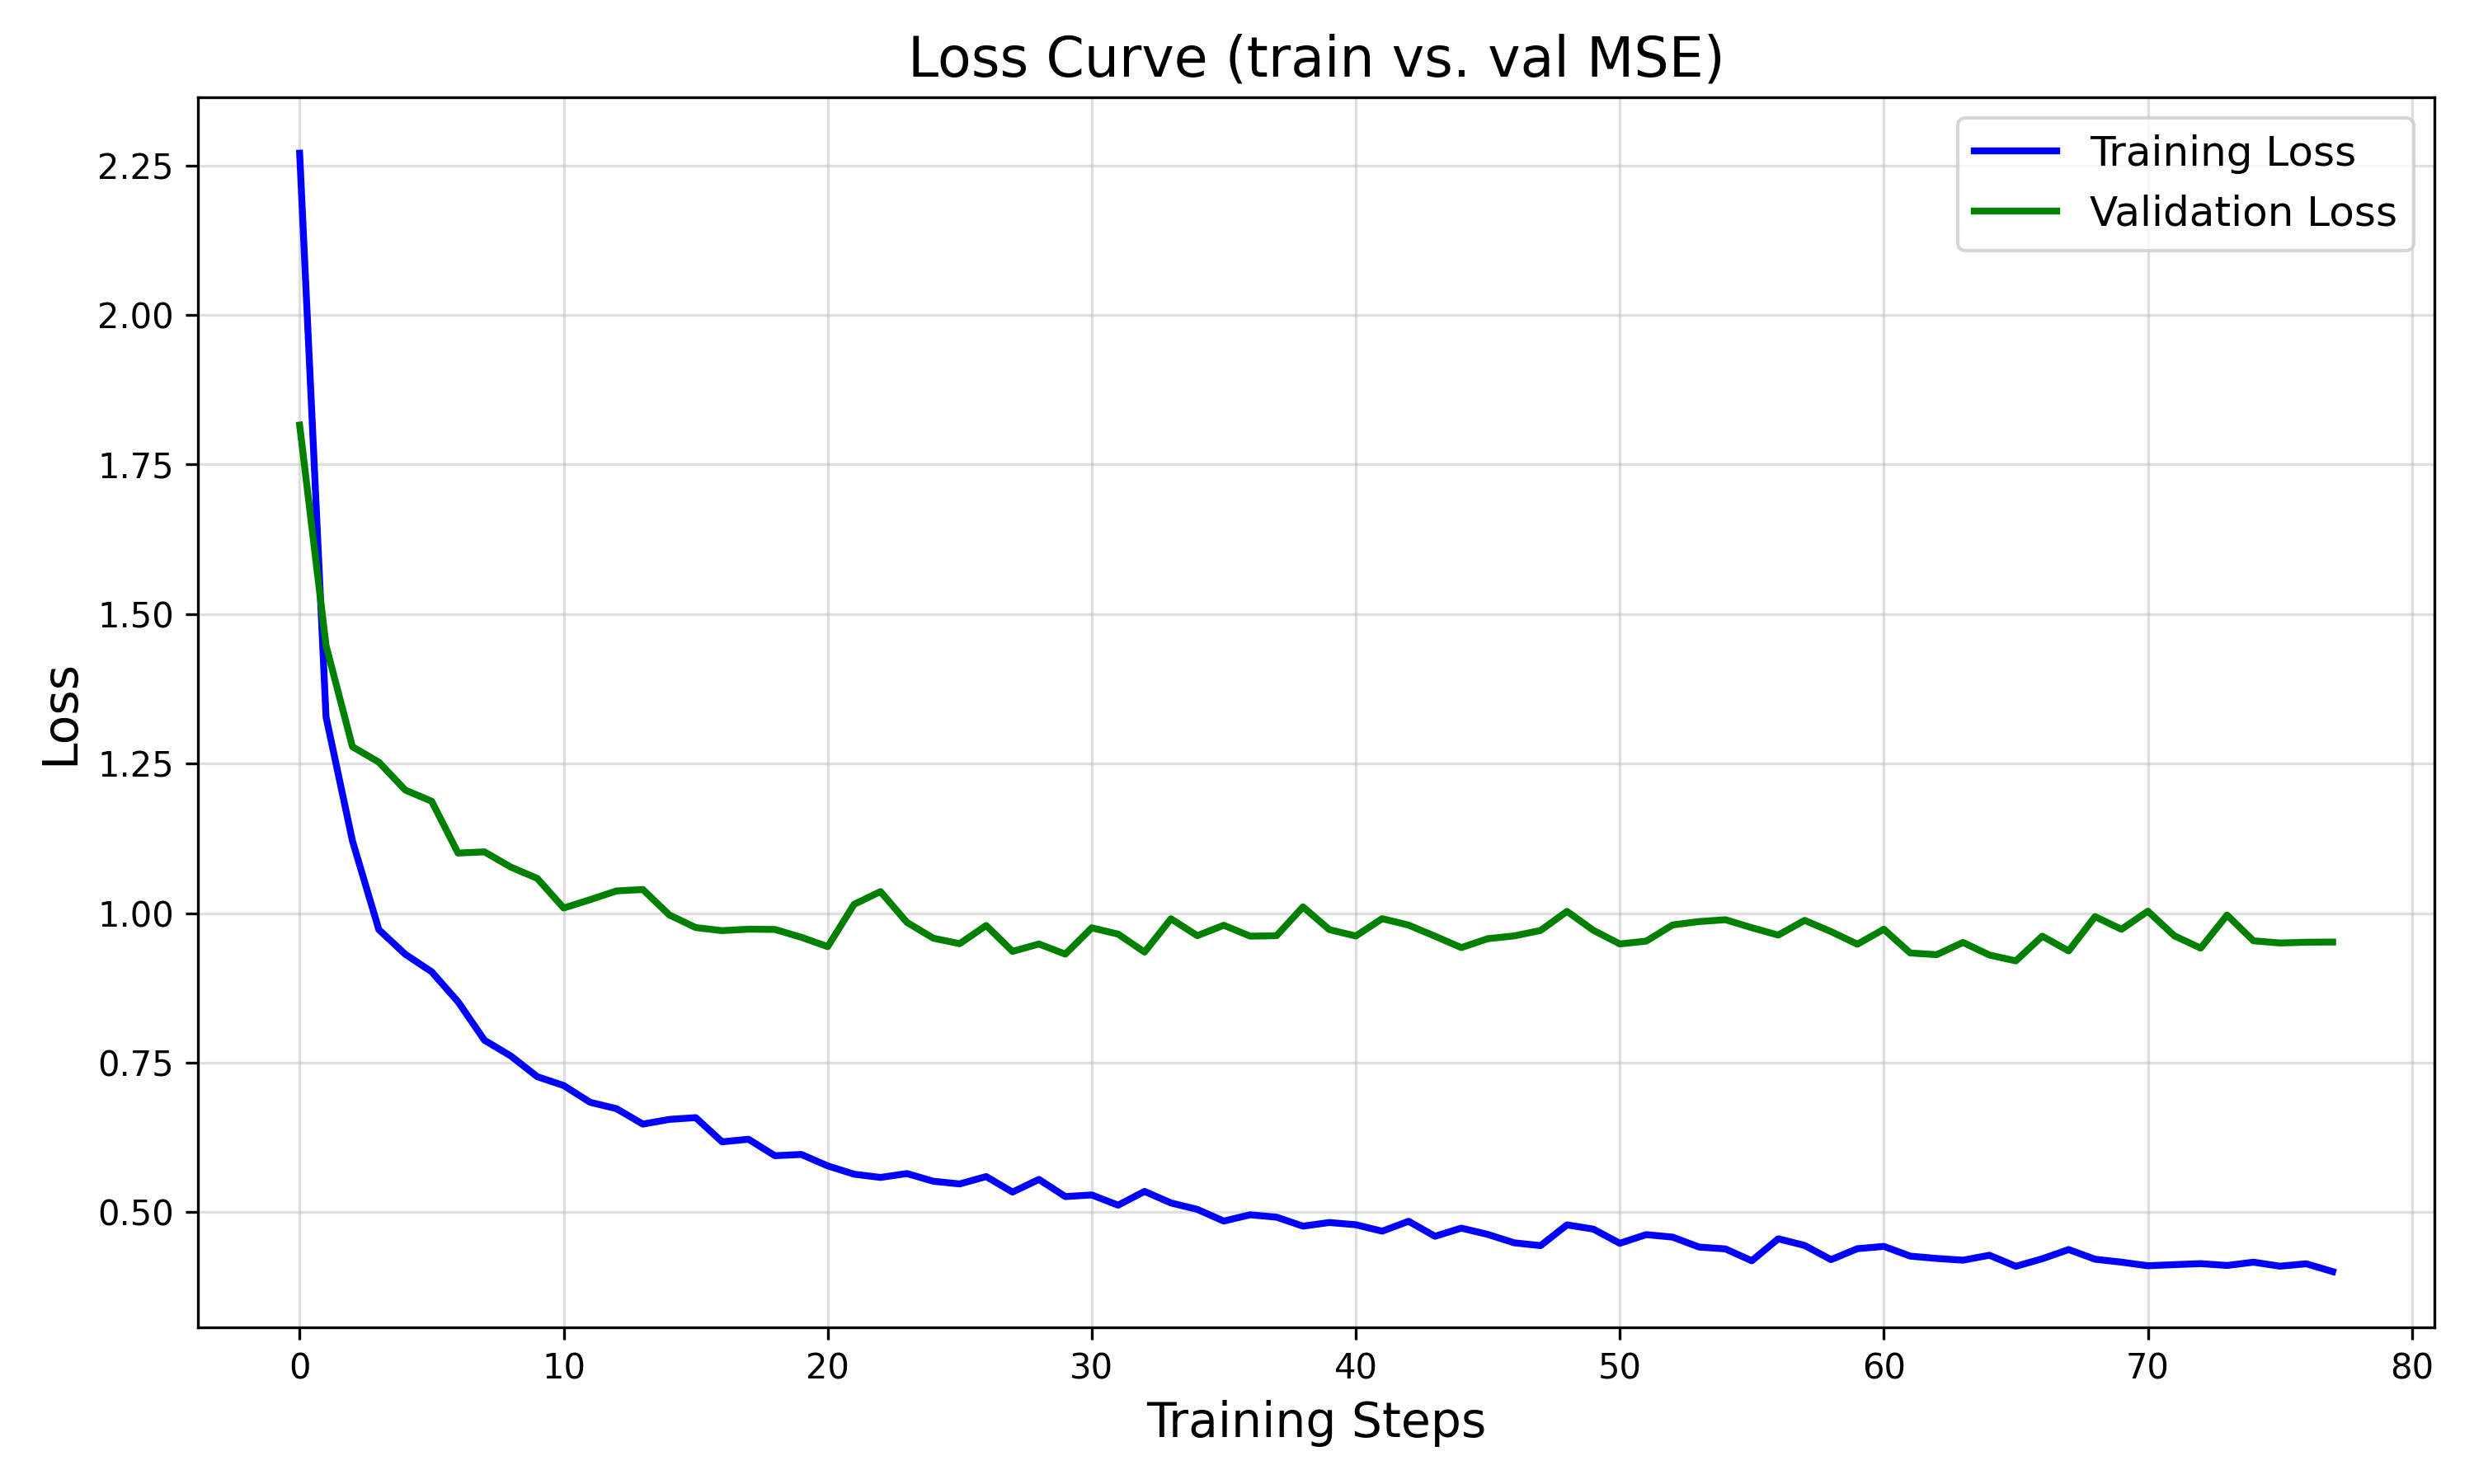 Loss Curve (train vs. val MSE)
Training Loss
Validation Loss
2.25
2.00
1.75
1.50
1.25
1.00
0.75
0.50
Loss
0 10 20 30 40 50 60 70 80
Training Steps